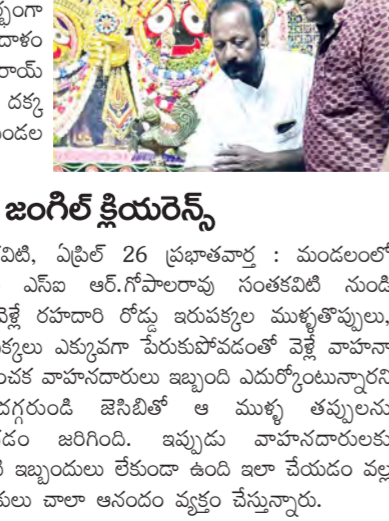 ర్భంగా
దాళం
రాయ్
దక్క
ండల
జంగిల్ క్లియరెన్స్
కవిటి, ఏప్రిల్ 26 ప్రభాతవార్త : మండలంలో
ఎస్ఐ ఆర్.గోపాలరావు సంతకవిటి నుండి
వెళ్లే రహదారి రోడ్డు ఇరుపక్కల ముళ్ళతొప్పులు,
క్కలు ఎక్కువగా పేరుకుపోవడంతో వెళ్లే వాహనా
ంచక వాహనదారులు ఇబ్బంది ఎదుర్కోంటున్నారని
దగ్గరుండి జెసిబితో ఆ ముళ్ళ తప్పులను
డం జరిగింది. ఇప్పుడు వాహనదారులకు
ఇబ్బందులు లేకుండా ఉంది ఇలా చేయడం వల్ల
కులు చాలా ఆనందం వ్యక్తం చేస్తున్నారు.